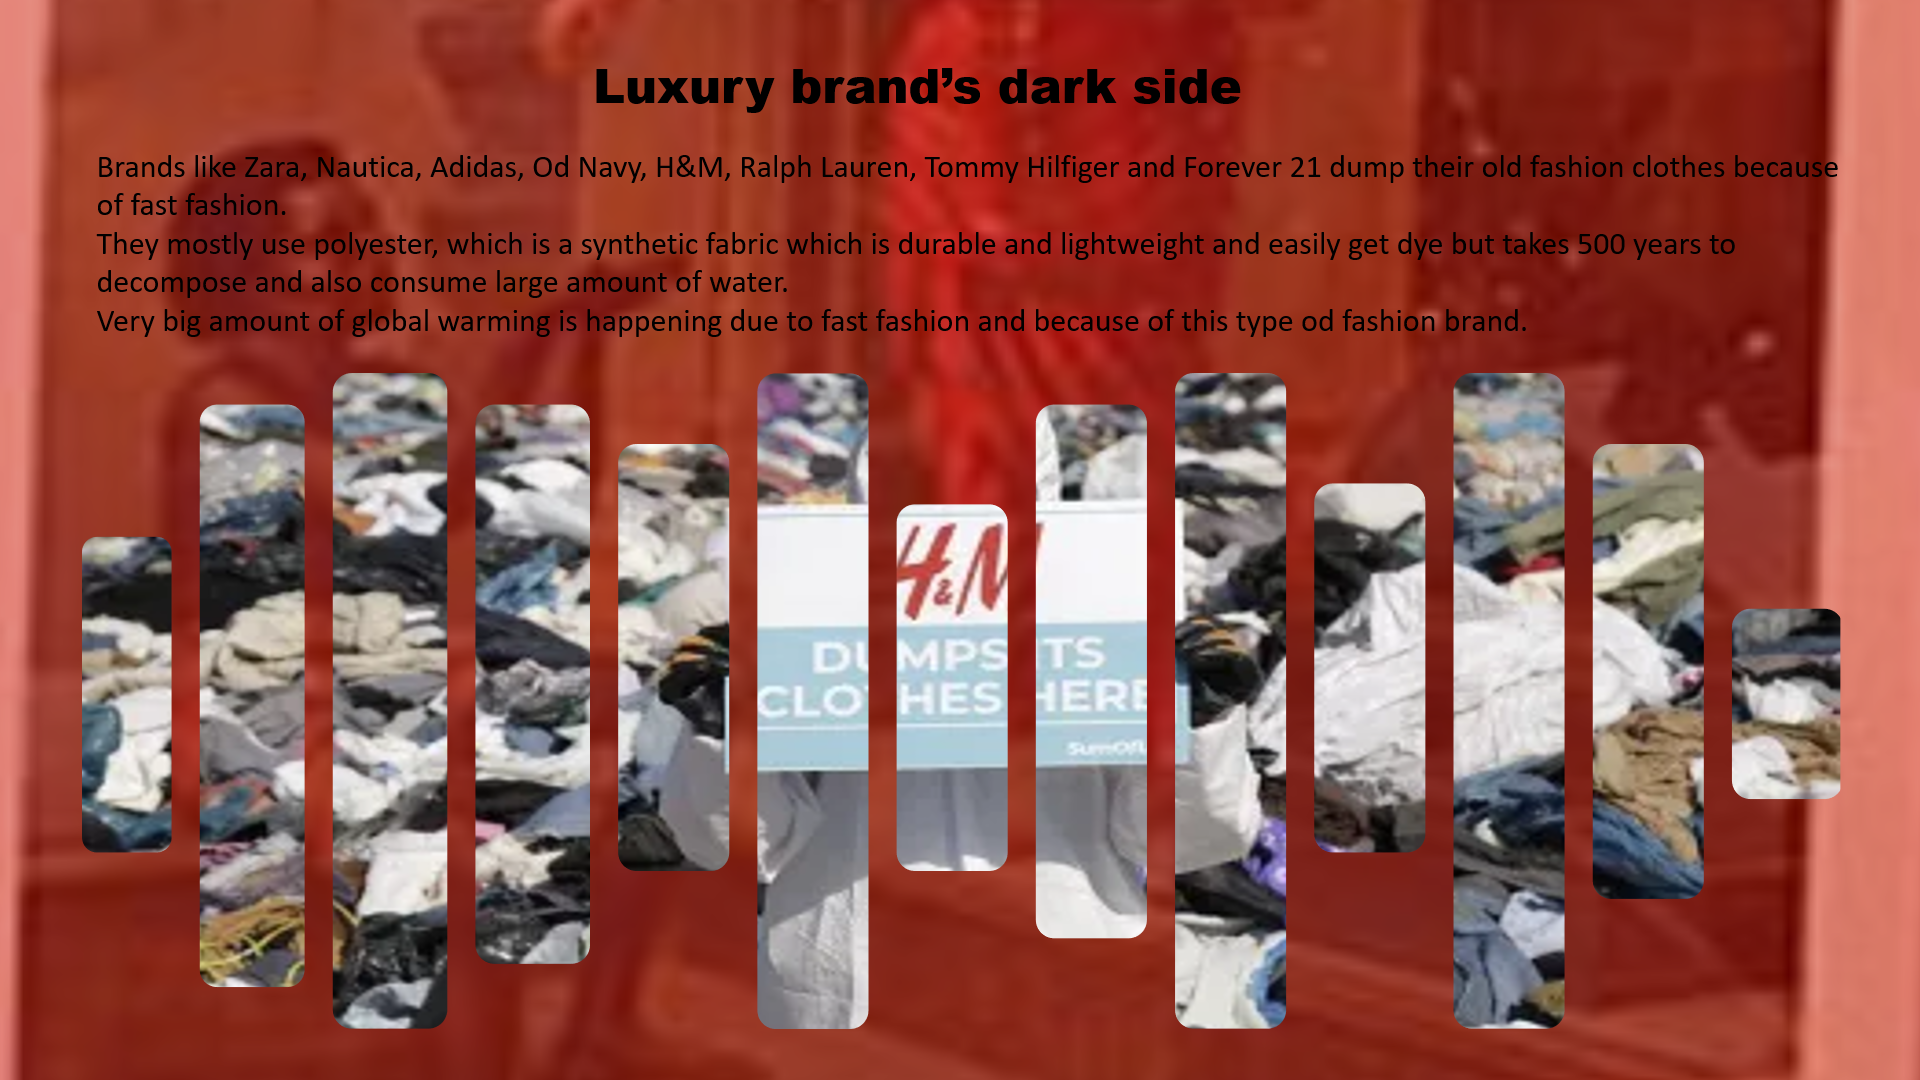 Luxury brand’s dark side
Brands like Zara, Nautica, Adidas, Od Navy, H&M, Ralph Lauren, Tommy Hilfiger and Forever 21 dump their old fashion clothes because
of fast fashion.
They mostly use polyester, which is a synthetic fabric which is durable and lightweight and easily get dye but takes 500 years to
decompose and also consume large amount of water.
Very big amount of global warming is happening due to fast fashion and because of this type od fashion brand.
H&M
DUMPS ITS
CLOTHES HERE